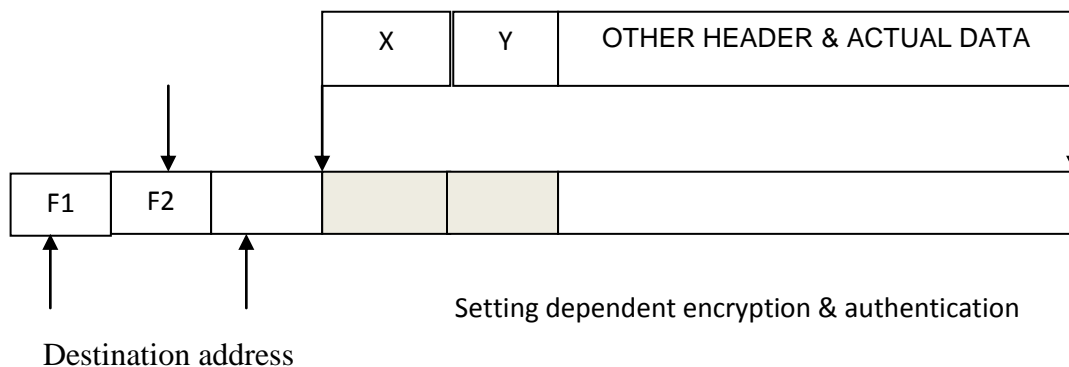 X Y OTHER HEADER & ACTUAL DATA
F1 F2
Setting dependent encryption & authentication
Destination address